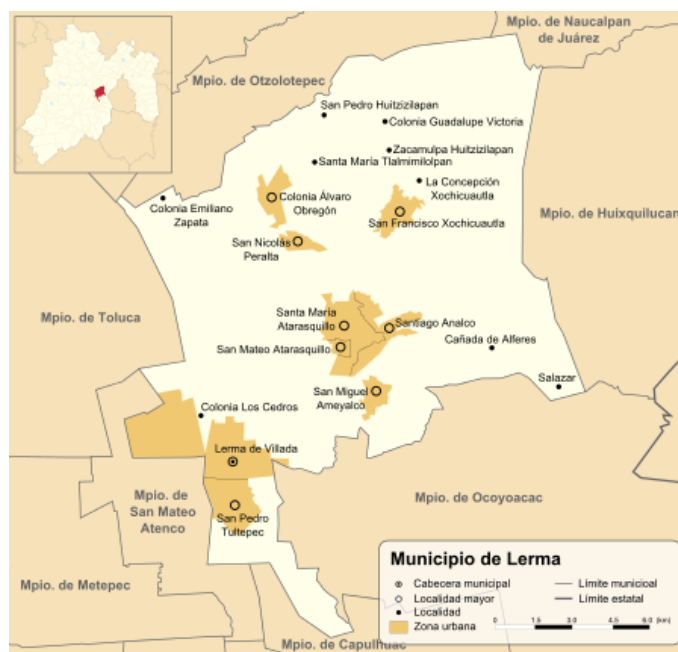 Mpio. de Naucalpan
de Juárez
Mpio. de Otzolotepec
San Pedro Huitzizilapan
Colonia Guadalupe Victoria
Zacamulpa Huitzizilapan
Santa María Tlalmimilolpan
La Concepción
Xochicuautla
Colonia Álvaro
Obregón
Colonia Emiliano
Zapata
San Francisco Xochicuautla
Mpio. de Huixquilucan
San Nicolás
Peralta
Mpio. de Toluca
Santa María
Atarasquillo
Santiago Analco
San Mateo Atarasquillo
Cañada de Alferes
Salazar
San Miguel
Ameyalco
Colonia Los Cedros
Lerma de Villada
Mpio. de
San Mateo
Atenco
Mpio. de Ocoyoacac
San Pedro
Tultepec
Mpio. de Metepec
Mpio. de Capulhuac
Municipio de Lerma
Cabecera municipal
Localidad mayor
Localidad
Zona urbana
Límite municioal
Límite estatal
0 1.5 3.0 4.5 6.0 (km)